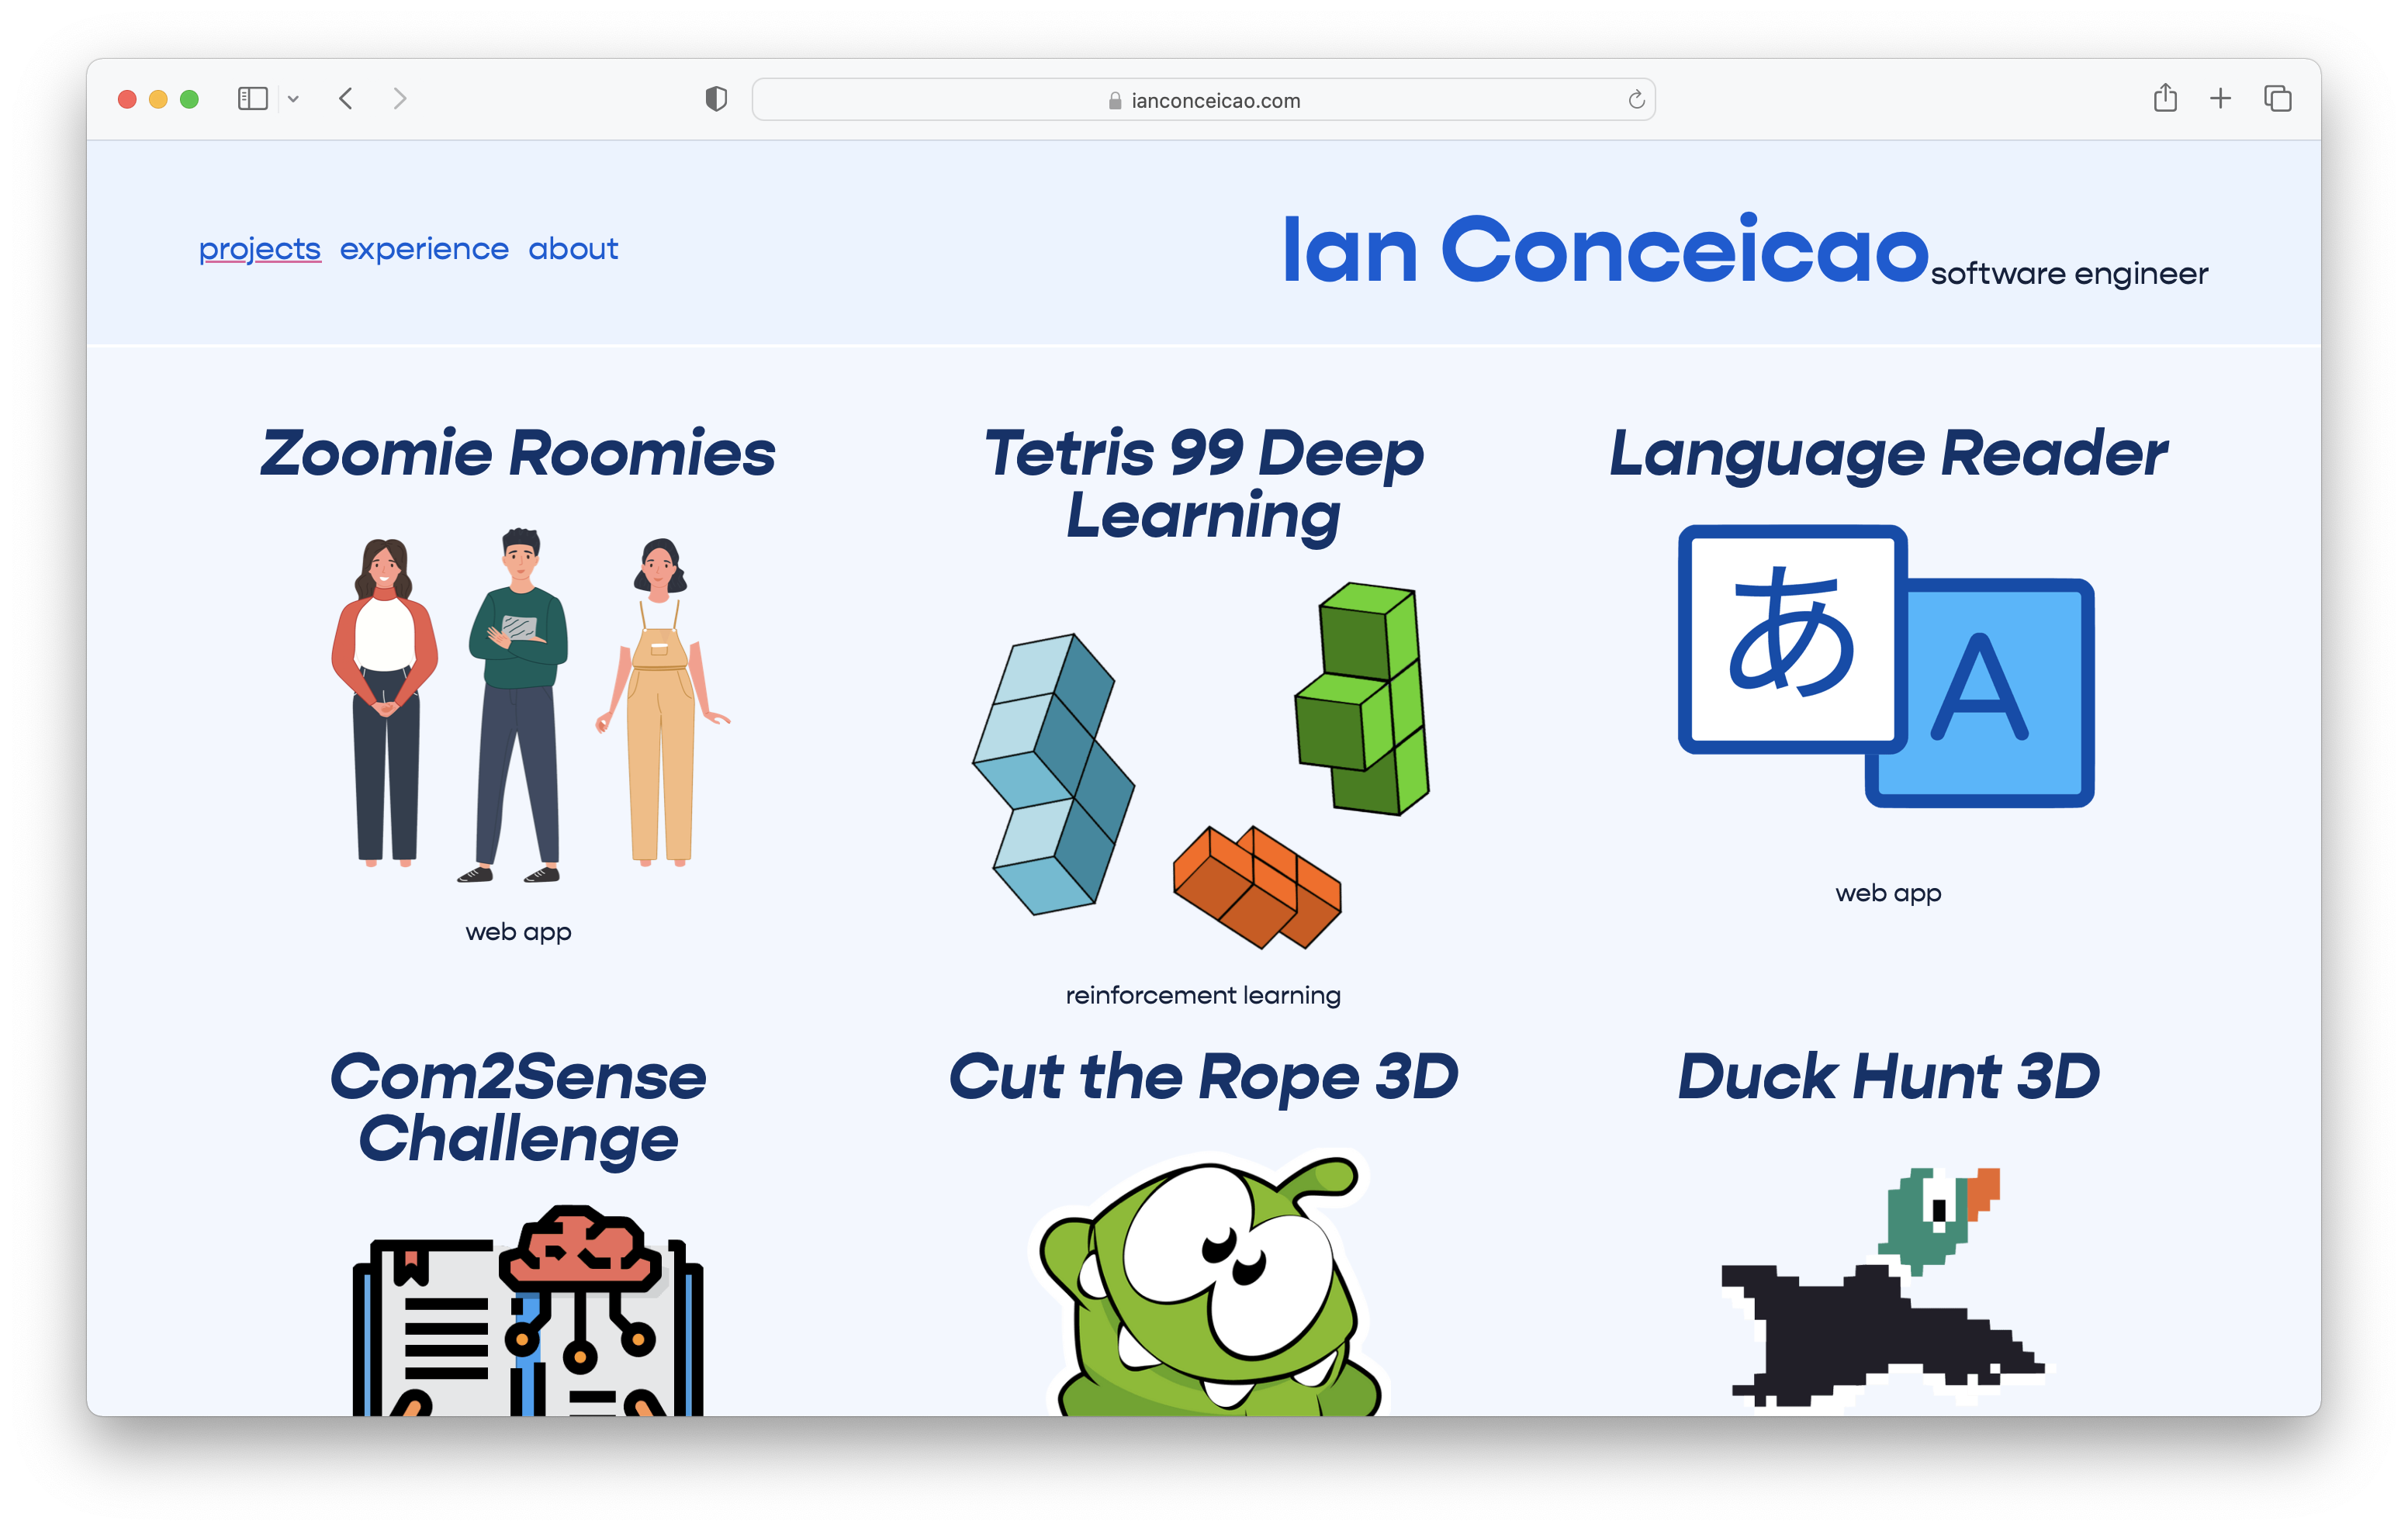 ianconceicao.com
projects experience about
Ian Conceicao software engineer
Zoomie Roomies
Tetris 99 Deep
Learning
Language Reader
あ
A
web app
web app
reinforcement learning
Com2Sense
Challenge
Cut the Rope 3D
Duck Hunt 3D